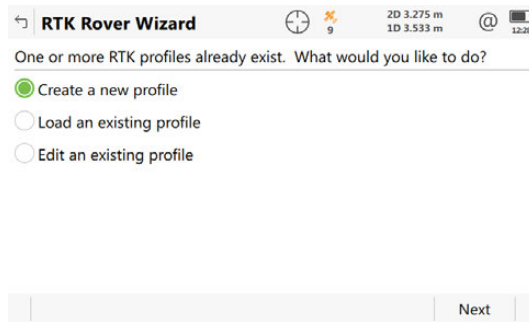 RTK Rover Wizard
9
2D 3.275 m
1D 3.533 m
@
One or more RTK profiles already exist. What would you like to do?
Create a new profile
Load an existing profile
Edit an existing profile
Next